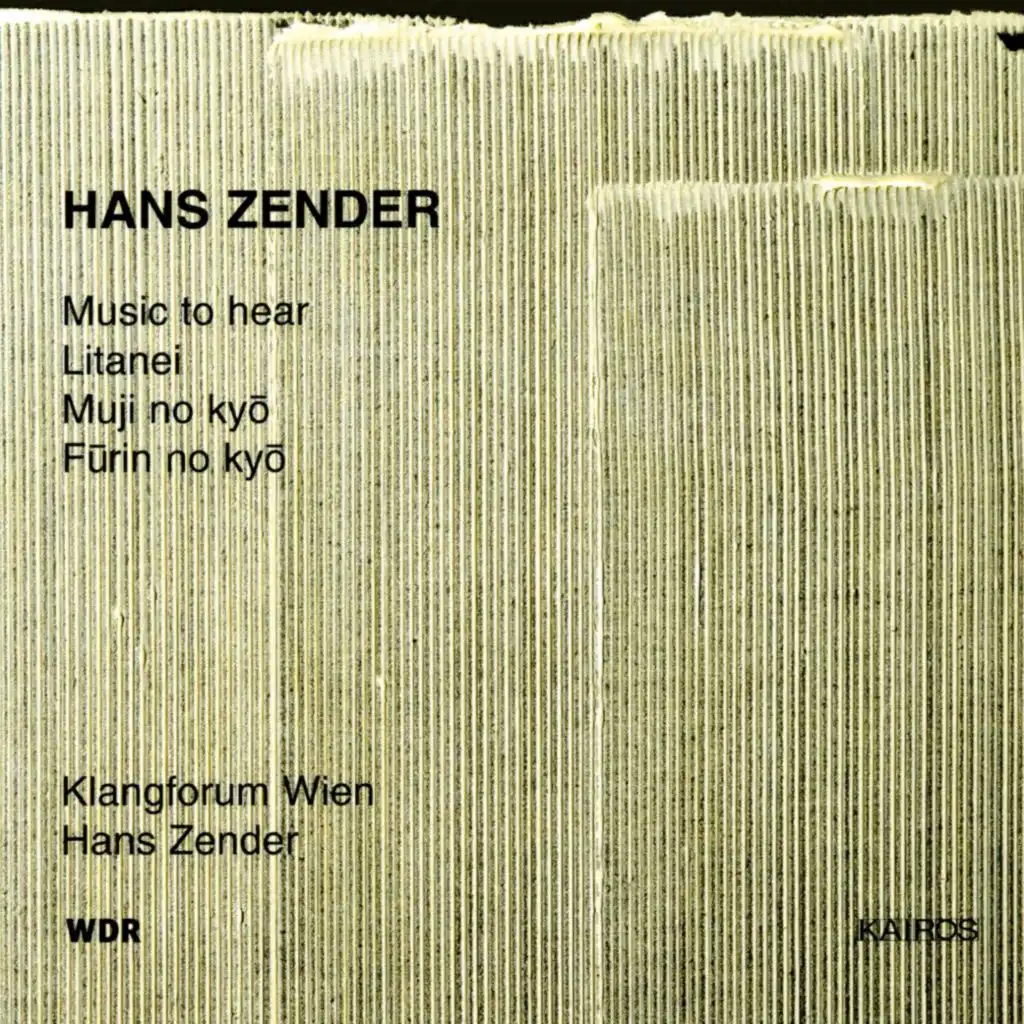 HANS ZENDER
Music to hear
Litanei
Muji no kyō
Fūrin no kyō
Klangforum Wien
Hans Zender
WDR
KAIROS